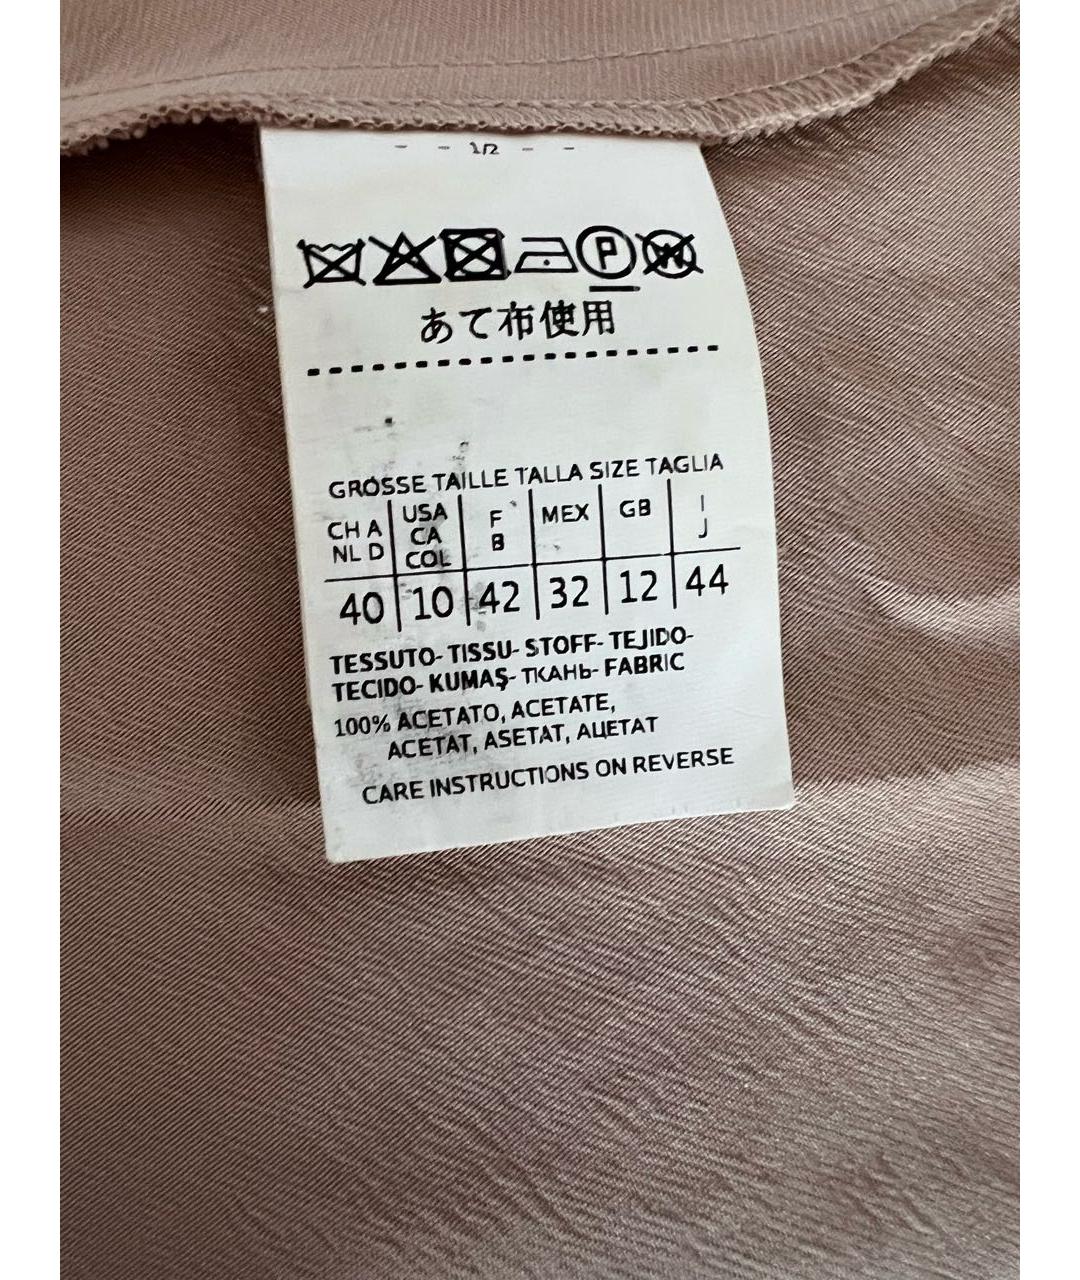 - - 1/2 - -
P W
あて布使用
GRÖSSE TAILLE TALLA SIZE TAGLIA
CH A NL D USA CA COL F B MEX GB I J
40 10 42 32 12 44
TESSUTO- TISSU- STOFF- TEJIDO-
TECIDO- KUMAŞ- ТКАНЬ- FABRIC
100% ACETATO, ACETATE,
ACETAT, ASETAT, АЦЕТАТ
CARE INSTRUCTIONS ON REVERSE